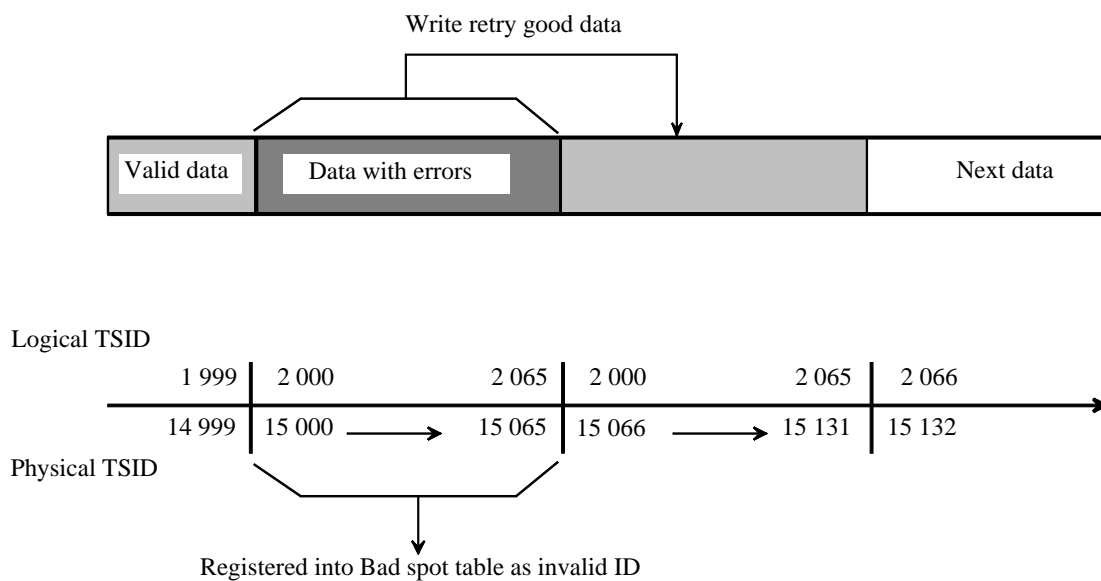 Write retry good data
Valid data Data with errors Next data
Logical TSID
1 999 2 000 2 065 2 000 2 065 2 066
14 999 15 000 15 065 15 066 15 131 15 132
Physical TSID
Registered into Bad spot table as invalid ID